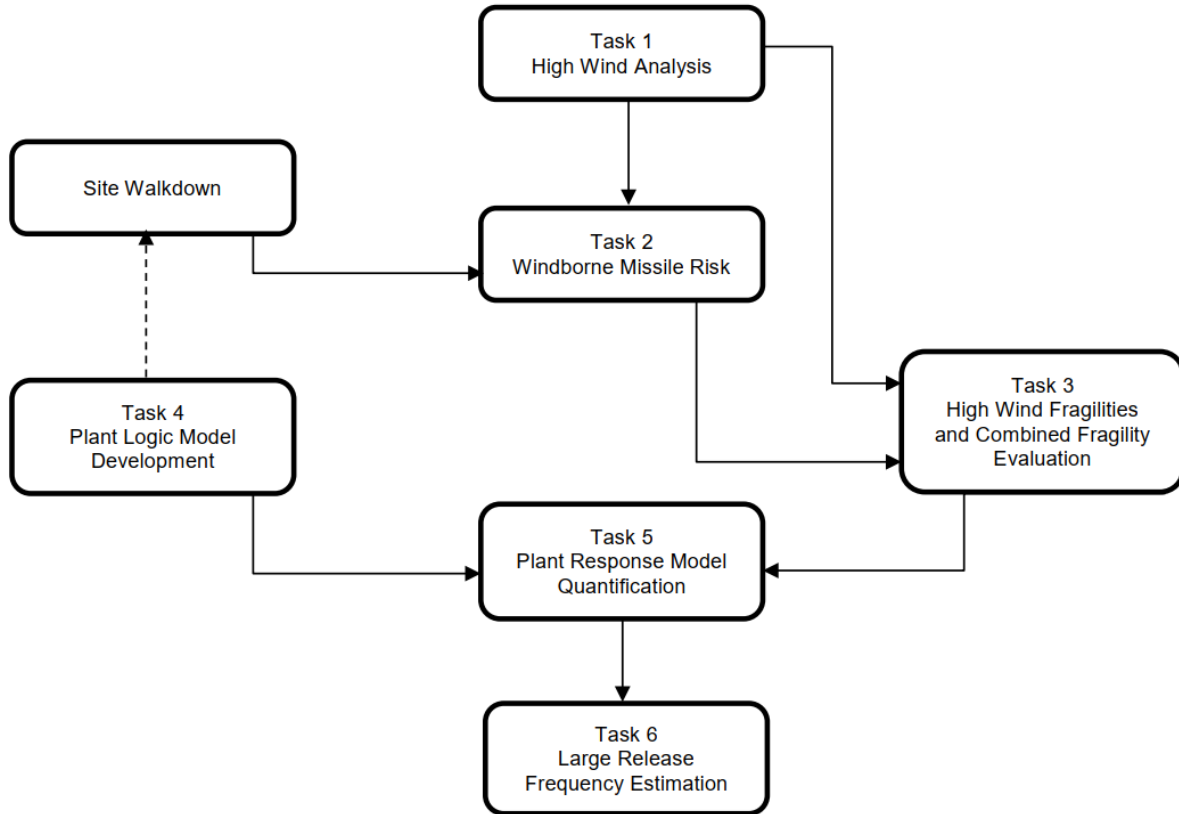 Task 1
High Wind Analysis
Site Walkdown
Task 2
Windborne Missile Risk
Task 3
High Wind Fragilities
and Combined Fragility
Evaluation
Task 4
Plant Logic Model
Development
Task 5
Plant Response Model
Quantification
Task 6
Large Release
Frequency Estimation